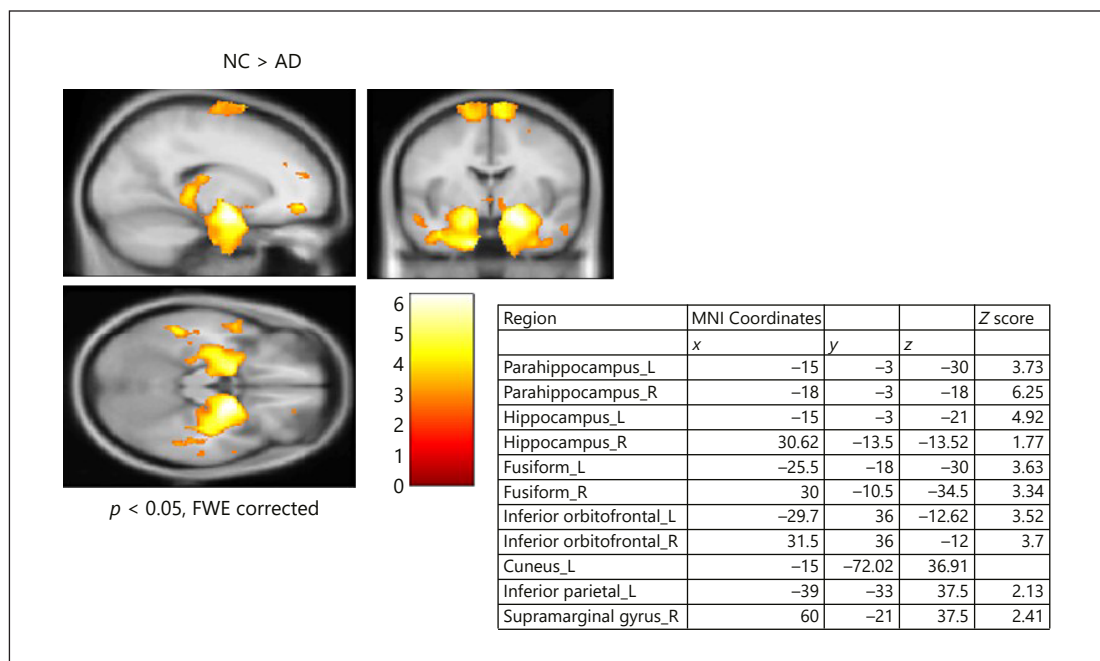 NC > AD
6
5
4
3
2
1
0
p < 0.05, FWE corrected
Region MNI Coordinates Z score
x y z
Parahippocampus_L –15 –3 –30 3.73
Parahippocampus_R –18 –3 –18 6.25
Hippocampus_L –15 –3 –21 4.92
Hippocampus_R 30.62 –13.5 –13.52 1.77
Fusiform_L –25.5 –18 –30 3.63
Fusiform_R 30 –10.5 –34.5 3.34
Inferior orbitofrontal_L –29.7 36 –12.62 3.52
Inferior orbitofrontal_R 31.5 36 –12 3.7
Cuneus_L –15 –72.02 36.91
Inferior parietal_L –39 –33 37.5 2.13
Supramarginal gyrus_R 60 –21 37.5 2.41